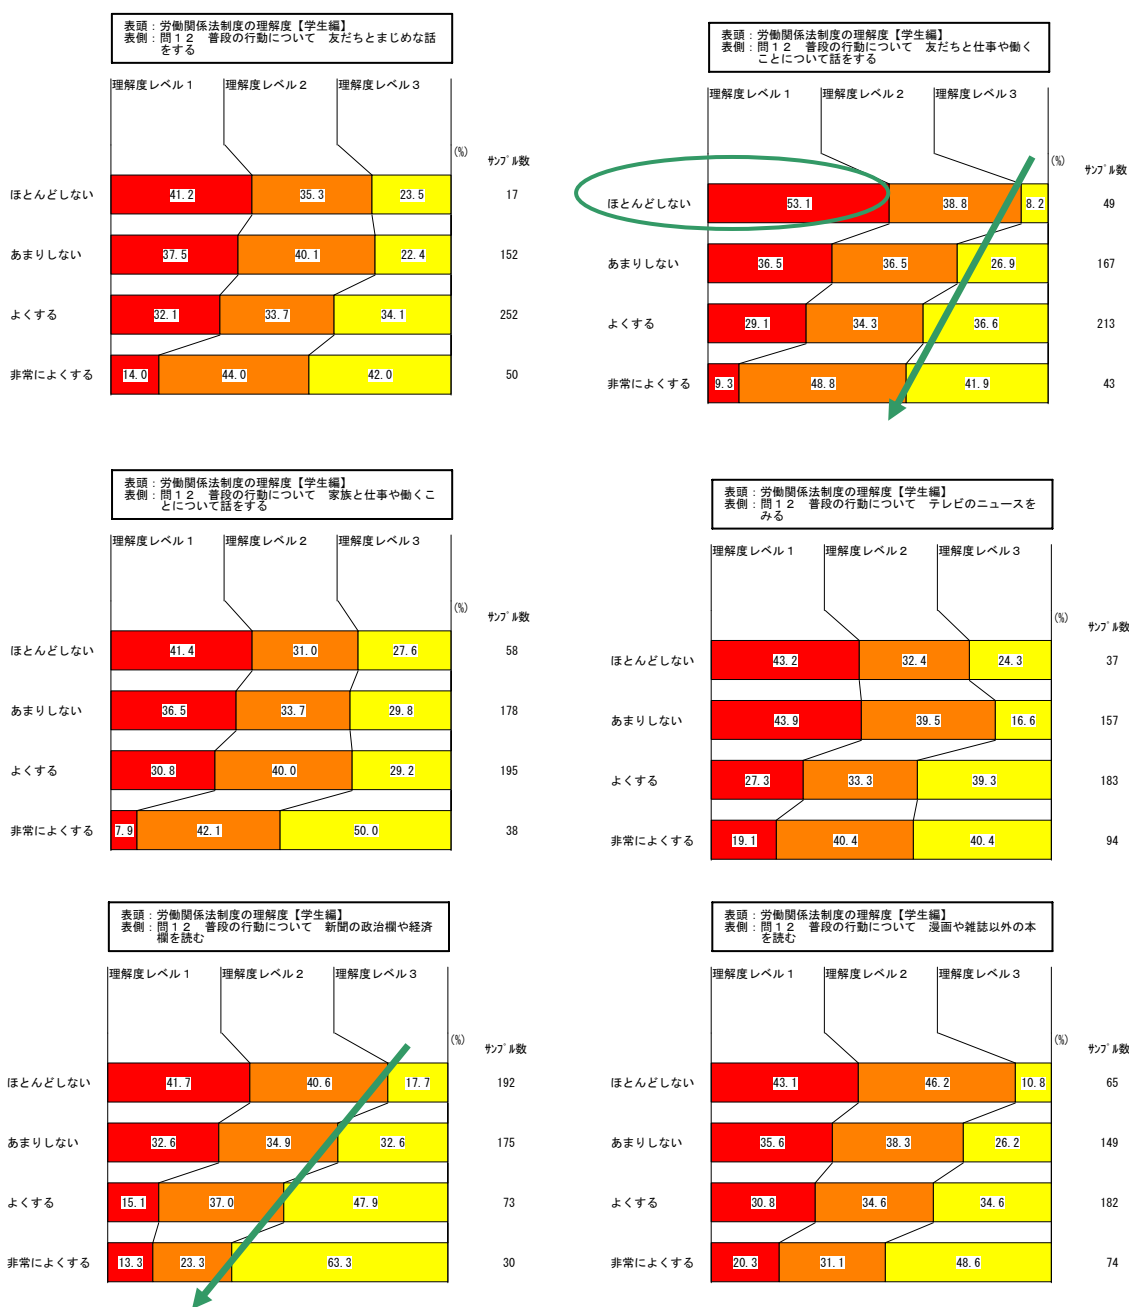 表頭：労働関係法制度の理解度【学生編】
表側：問１２　普段の行動について　友だちとまじめな話
をする
理解度レベル１
理解度レベル２
理解度レベル３
(%)
ｻﾝﾌﾟﾙ数
ほとんどしない
41.2
35.3
23.5
17
あまりしない
37.5
40.1
22.4
152
よくする
32.1
33.7
34.1
252
非常によくする
14.0
44.0
42.0
50
表頭：労働関係法制度の理解度【学生編】
表側：問１２　普段の行動について　友だちと仕事や働く
ことについて話をする
理解度レベル１
理解度レベル２
理解度レベル３
(%)
ｻﾝﾌﾟﾙ数
ほとんどしない
53.1
38.8
8.2
49
あまりしない
36.5
36.5
26.9
167
よくする
29.1
34.3
36.6
213
非常によくする
9.3
48.8
41.9
43
表頭：労働関係法制度の理解度【学生編】
表側：問１２　普段の行動について　家族と仕事や働くこ
とについて話をする
理解度レベル１
理解度レベル２
理解度レベル３
(%)
ｻﾝﾌﾟﾙ数
ほとんどしない
41.4
31.0
27.6
58
あまりしない
36.5
33.7
29.8
178
よくする
30.8
40.0
29.2
195
非常によくする
7.9
42.1
50.0
38
表頭：労働関係法制度の理解度【学生編】
表側：問１２　普段の行動について　テレビのニュースを
みる
理解度レベル１
理解度レベル２
理解度レベル３
(%)
ｻﾝﾌﾟﾙ数
ほとんどしない
43.2
32.4
24.3
37
あまりしない
43.9
39.5
16.6
157
よくする
27.3
33.3
39.3
183
非常によくする
19.1
40.4
40.4
94
表頭：労働関係法制度の理解度【学生編】
表側：問１２　普段の行動について　新聞の政治欄や経済
欄を読む
理解度レベル１
理解度レベル２
理解度レベル３
(%)
ｻﾝﾌﾟﾙ数
ほとんどしない
41.7
40.6
17.7
192
あまりしない
32.6
34.9
32.6
175
よくする
15.1
37.0
47.9
73
非常によくする
13.3
23.3
63.3
30
表頭：労働関係法制度の理解度【学生編】
表側：問１２　普段の行動について　漫画や雑誌以外の本
を読む
理解度レベル１
理解度レベル２
理解度レベル３
(%)
ｻﾝﾌﾟﾙ数
ほとんどしない
43.1
46.2
10.8
65
あまりしない
35.6
38.3
26.2
149
よくする
30.8
34.6
34.6
182
非常によくする
20.3
31.1
48.6
74